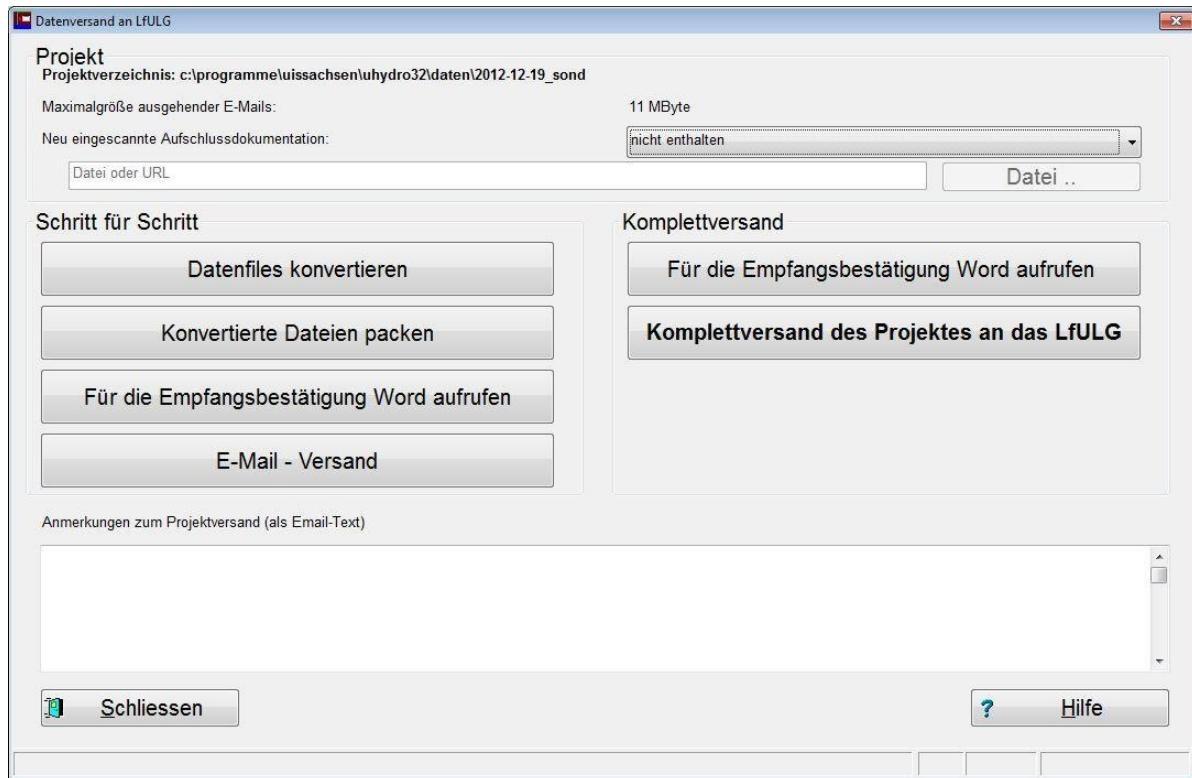 Datenversand an LfULG
Projekt
Projektverzeichnis: c:\programme\uissachsen\uhydro32\daten\2012-12-19_sond
Maximalgröße ausgehender E-Mails: 11 MByte
Neu eingescannte Aufschlussdokumentation: nicht enthalten
Datei oder URL Datei ..
Schritt für Schritt
Datenfiles konvertieren
Konvertierte Dateien packen
Für die Empfangsbestätigung Word aufrufen
E-Mail - Versand
Komplettversand
Für die Empfangsbestätigung Word aufrufen
Komplettversand des Projektes an das LfULG
Anmerkungen zum Projektversand (als Email-Text)
Schliessen
? Hilfe